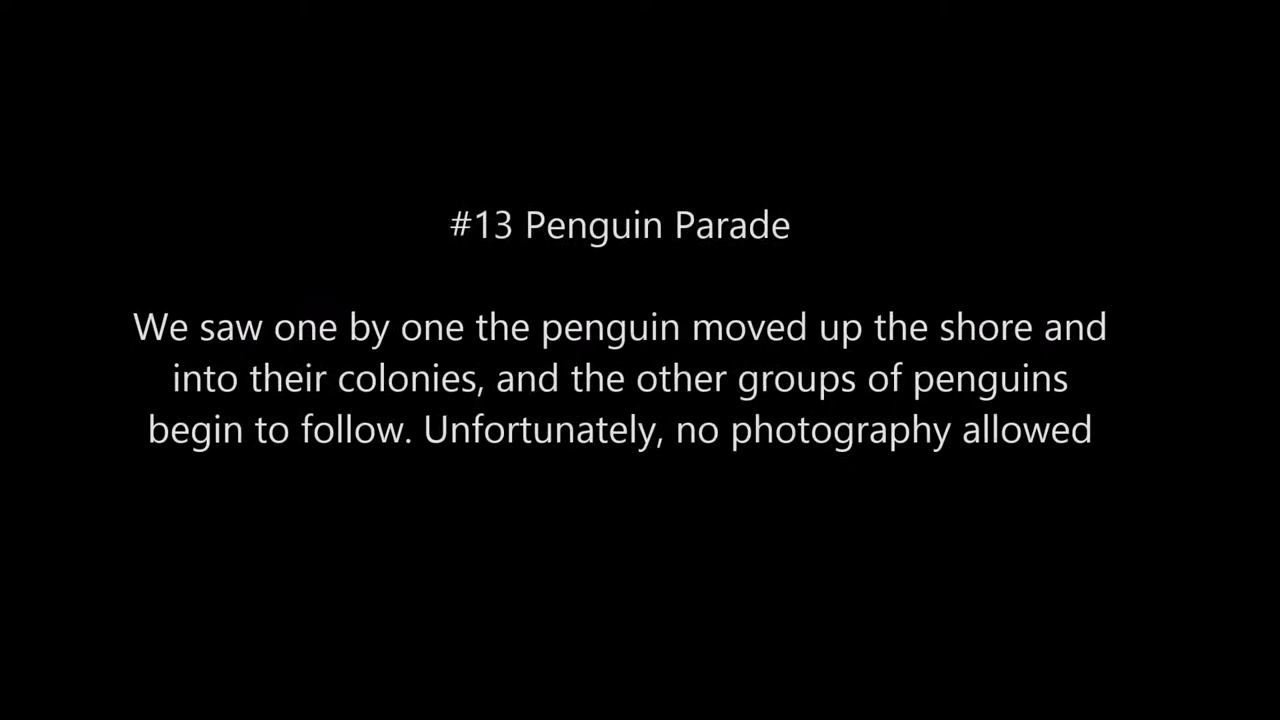 #13 Penguin Parade
We saw one by one the penguin moved up the shore and
into their colonies, and the other groups of penguins
begin to follow. Unfortunately, no photography allowed